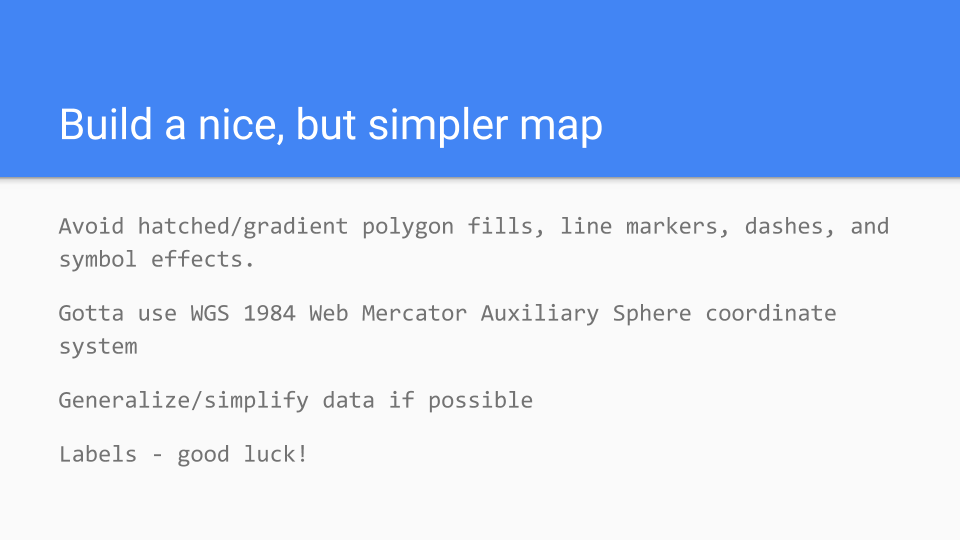 Build a nice, but simpler map
Avoid hatched/gradient polygon fills, line markers, dashes, and
symbol effects.
Gotta use WGS 1984 Web Mercator Auxiliary Sphere coordinate
system
Generalize/simplify data if possible
Labels - good luck!